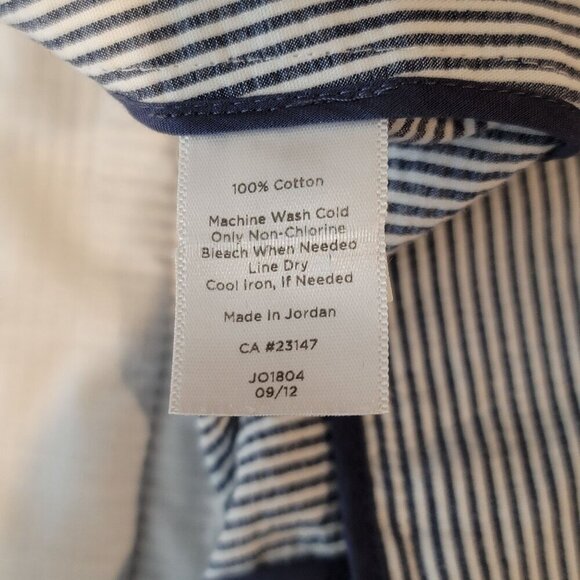 100% Cotton
Machine Wash Cold
Only Non-Chlorine
Bleach When Needed
Line Dry
Cool Iron, If Needed
Made in Jordan
CA #23147
JO1804
09/12